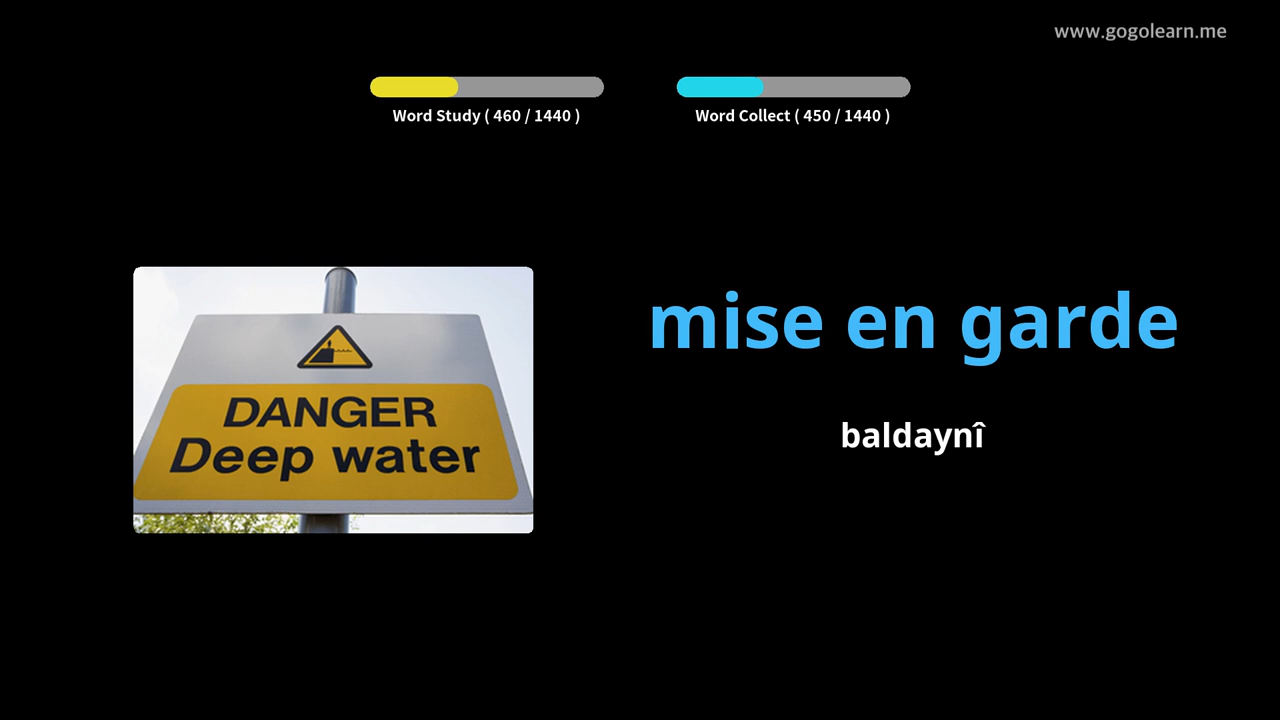 www.gogolearn.me
Word Study ( 460 / 1440 )
Word Collect ( 450 / 1440 )
DANGER
Deep water
mise en garde
baldaynî